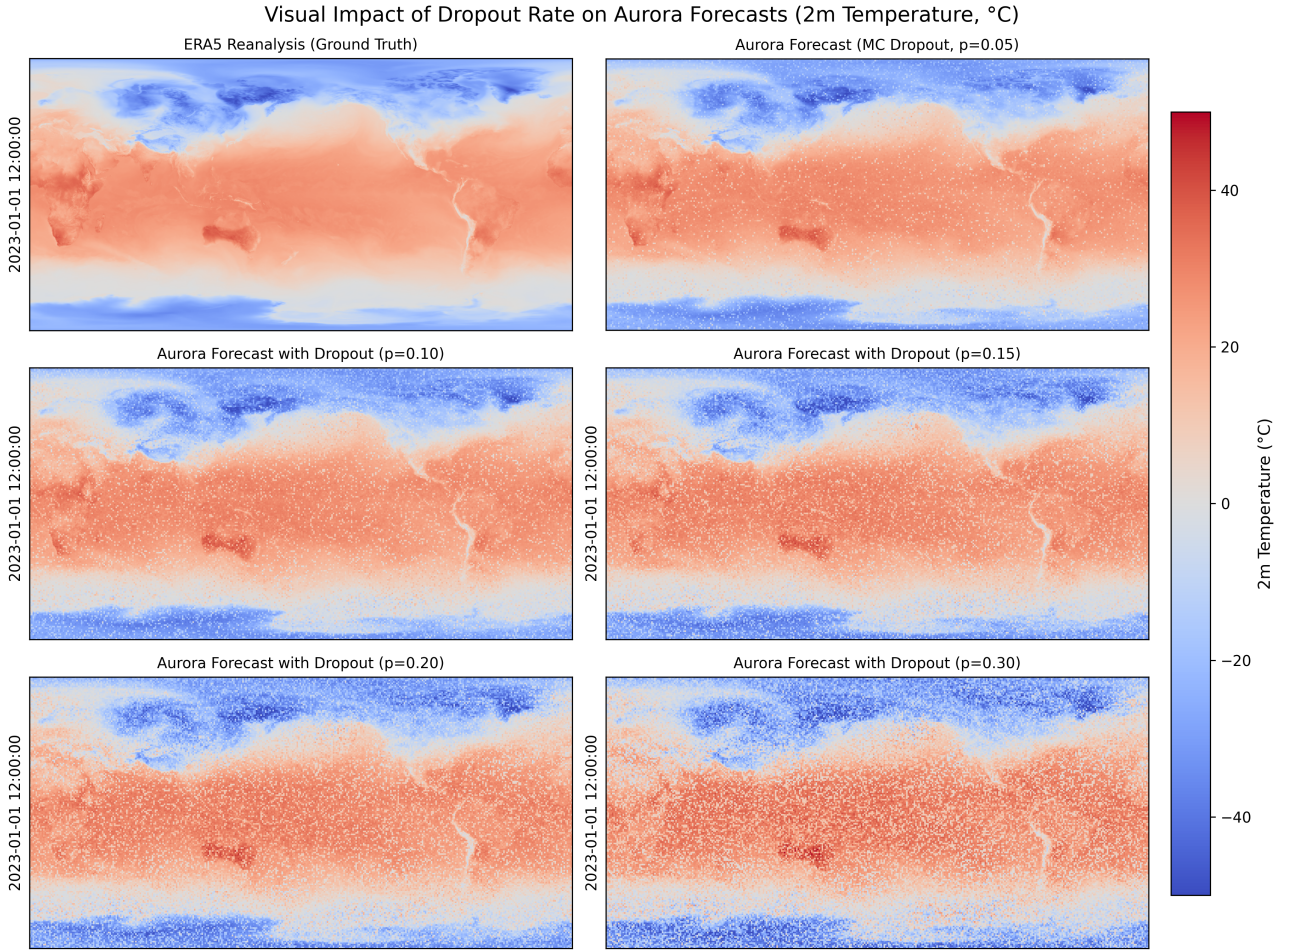 Visual Impact of Dropout Rate on Aurora Forecasts (2m Temperature, °C)
ERA5 Reanalysis (Ground Truth)
Aurora Forecast (MC Dropout, p=0.05)
2023-01-01 12:00:00
Aurora Forecast with Dropout (p=0.10)
Aurora Forecast with Dropout (p=0.15)
2023-01-01 12:00:00
2023-01-01 12:00:00
Aurora Forecast with Dropout (p=0.20)
Aurora Forecast with Dropout (p=0.30)
2023-01-01 12:00:00
2023-01-01 12:00:00
40
20
0
−20
−40
2m Temperature (°C)